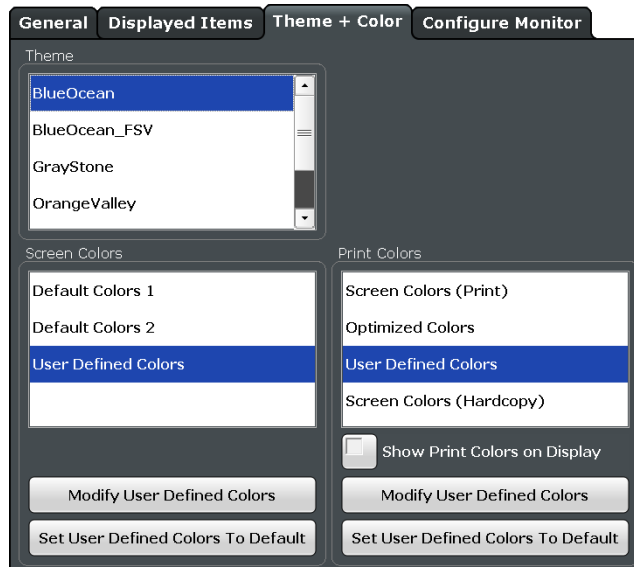 General Displayed Items Theme + Color Configure Monitor
Theme
BlueOcean
BlueOcean_FSV
GrayStone
OrangeValley
Screen Colors
Default Colors 1
Default Colors 2
User Defined Colors
Modify User Defined Colors
Set User Defined Colors To Default
Print Colors
Screen Colors (Print)
Optimized Colors
User Defined Colors
Screen Colors (Hardcopy)
Show Print Colors on Display
Modify User Defined Colors
Set User Defined Colors To Default